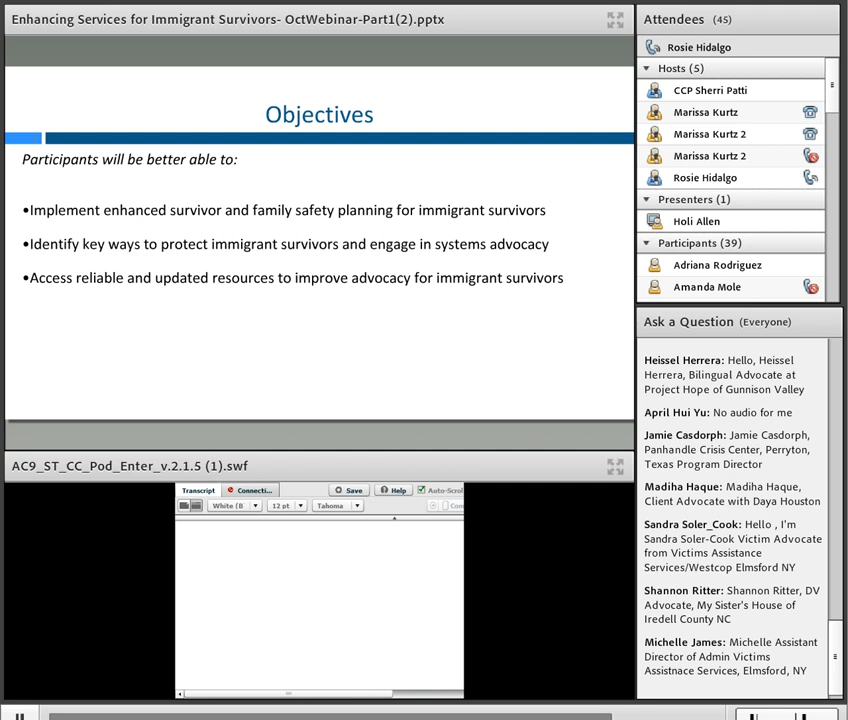 Enhancing Services for Immigrant Survivors- OctWebinar-Part1(2).pptx
Objectives
Participants will be better able to:
•Implement enhanced survivor and family safety planning for immigrant survivors
•Identify key ways to protect immigrant survivors and engage in systems advocacy
•Access reliable and updated resources to improve advocacy for immigrant survivors
AC9_ST_CC_Pod_Enter_v.2.1.5 (1).swf
Transcript Connecti... Save Help Auto-Scrol
White (B 12 pt Tahoma Com
Attendees (45)
Rosie Hidalgo
Hosts (5)
CCP Sherri Patti
Marissa Kurtz
Marissa Kurtz 2
Marissa Kurtz 2
Rosie Hidalgo
Presenters (1)
Holi Allen
Participants (39)
Adriana Rodriguez
Amanda Mole
Ask a Question (Everyone)
Heissel Herrera: Hello, Heissel
Herrera, Bilingual Advocate at
Project Hope of Gunnison Valley
April Hui Yu: No audio for me
Jamie Casdorph: Jamie Casdorph,
Panhandle Crisis Center, Perryton,
Texas Program Director
Madiha Haque: Madiha Haque,
Client Advocate with Daya Houston
Sandra Soler_Cook: Hello , I'm
Sandra Soler-Cook Victim Advocate
from Victims Assistance
Services/Westcop Elmsford NY
Shannon Ritter: Shannon Ritter, DV
Advocate, My Sister's House of
Iredell County NC
Michelle James: Michelle Assistant
Director of Admin Victims
Assistnace Services, Elmsford, NY